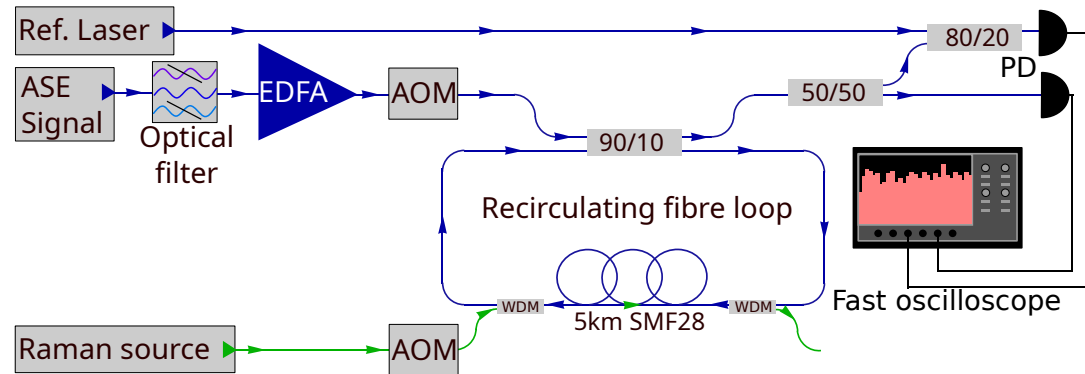 Ref. Laser
80/20
PD
ASE
Signal
Optical
filter
EDFA
AOM
50/50
90/10
Recirculating fibre loop
WDM
5km SMF28
WDM
Fast oscilloscope
Raman source
AOM